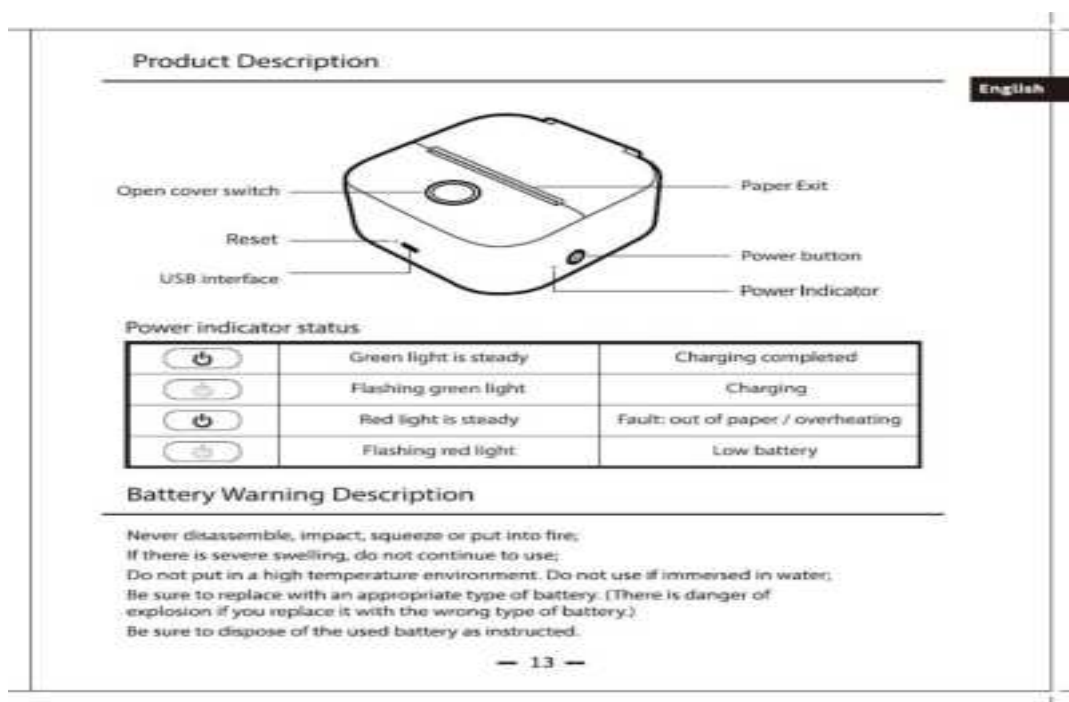 Product Description
English
Open cover switch
Paper Exit
Reset
Power button
USB interface
Power Indicator
Power indicator status
Green light is steady Charging completed
Flashing green light Charging
Red light is steady Fault: out of paper / overheating
Flashing red light Low battery
Battery Warning Description
Never disassemble, impact, squeeze or put into fire;
If there is severe swelling, do not continue to use;
Do not put in a high temperature environment. Do not use if immersed in water;
Be sure to replace with an appropriate type of battery. (There is danger of
explosion if you replace it with the wrong type of battery.)
Be sure to dispose of the used battery as instructed.
— 13 —